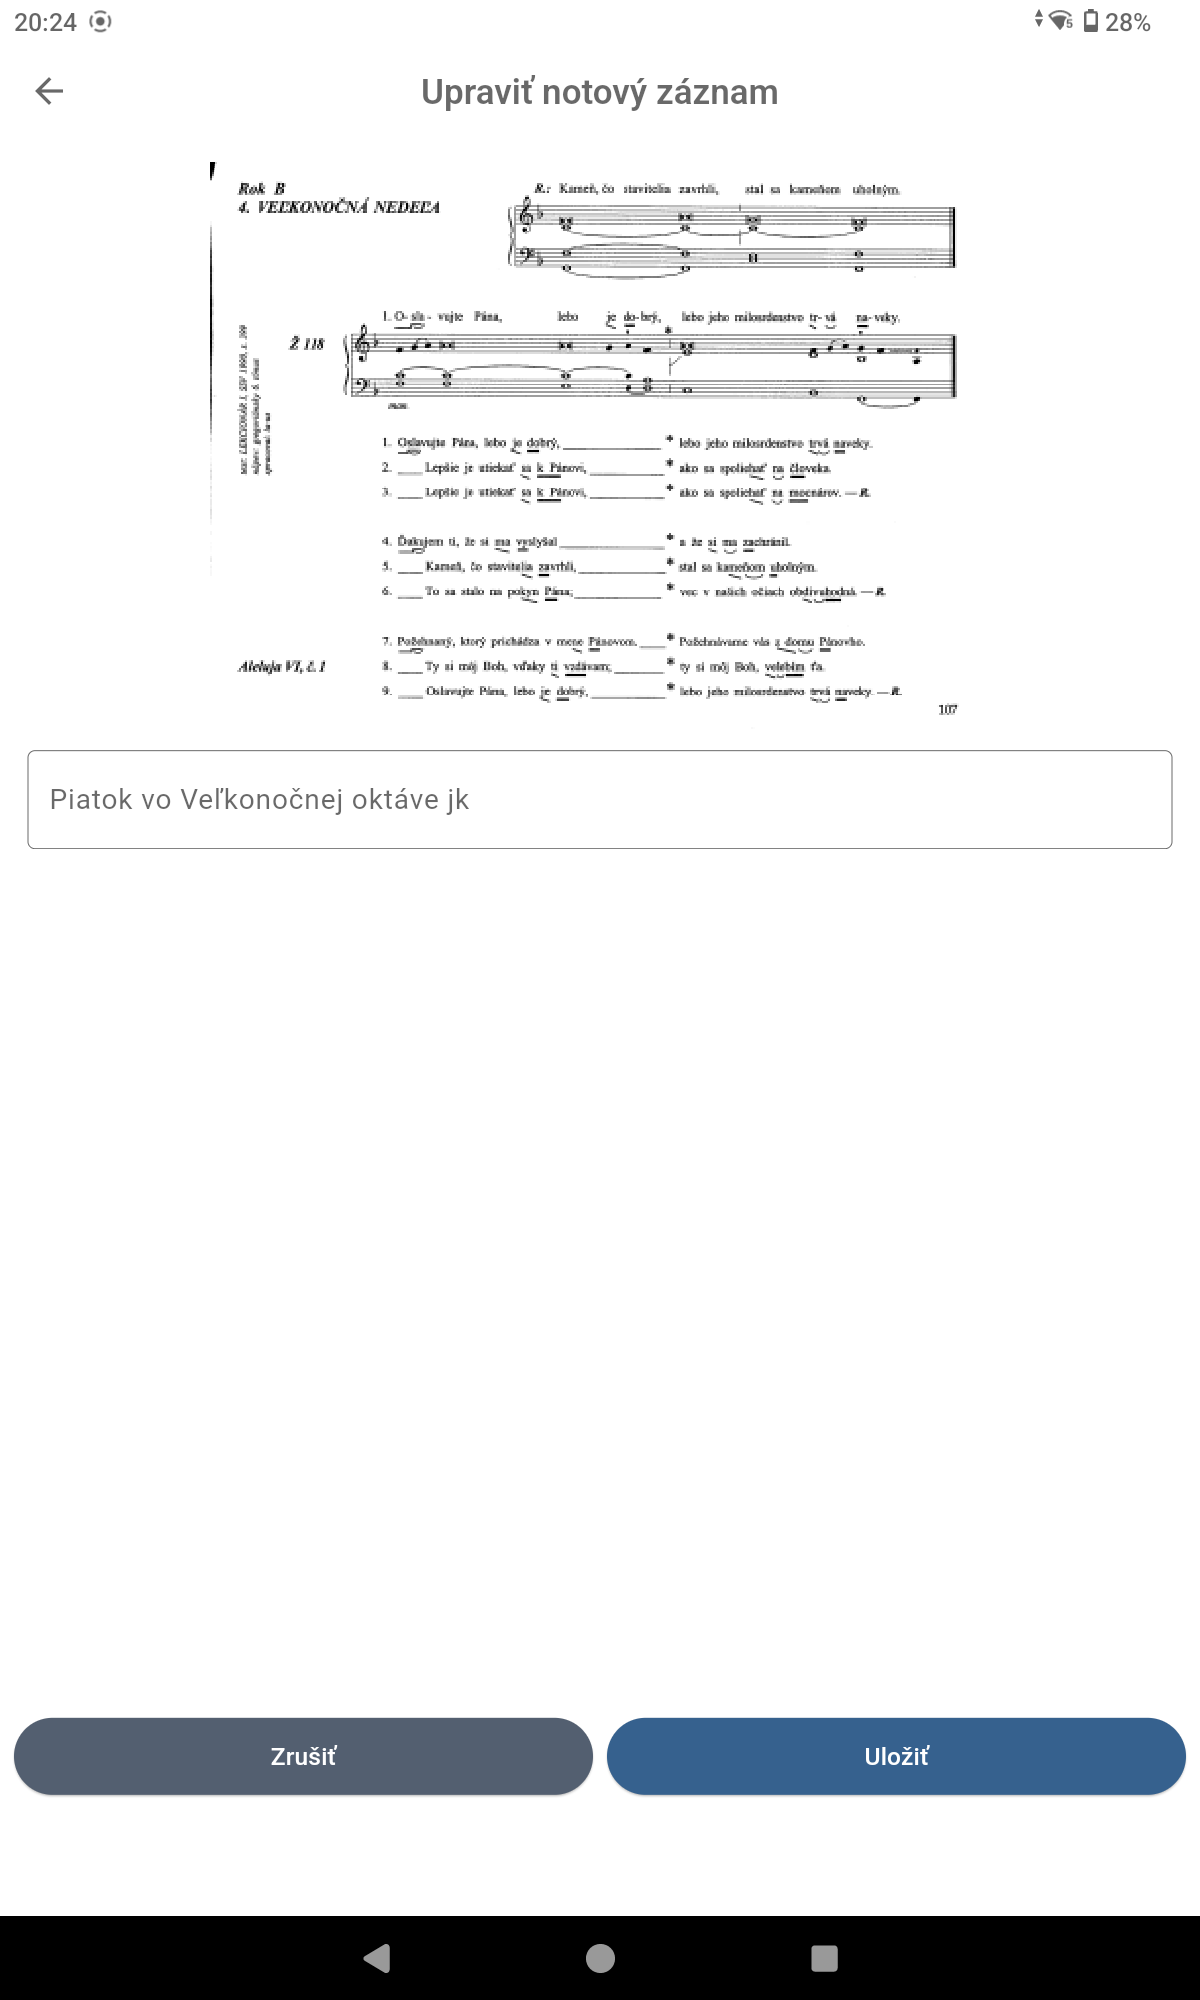 20:24
28%
Upraviť notový záznam
Rok B
4. VEĽKONOČNÁ NEDEĽA
R.: Kameň, čo stavitelia zavrhli, stal sa kameňom uholným.
1. O- sla - vujte Pána, lebo je do-brý, lebo jeho milosrdenstvo tr- vá na- veky.
*
Ž 118
man.
1. Oslavujte Pána, lebo je dobrý, * lebo jeho milosrdenstvo trvá naveky.
2. Lepšie je utiekať sa k Pánovi, * ako sa spoliehať na človeka.
3. Lepšie je utiekať sa k Pánovi, * ako sa spoliehať na mocnárov. — R.
4. Ďakujem ti, že si ma vyslyšal * a že si ma zachránil.
5. Kameň, čo stavitelia zavrhli, * stal sa kameňom uholným.
6. To sa stalo na pokyn Pána; * vec v našich očiach obdivuhodná. — R.
7. Požehnaný, ktorý prichádza v mene Pánovom. * Požehnávame vás z domu Pánovho.
Aleluja VI, č. 1
8. Ty si môj Boh, vďaky ti vzdávam; * ty si môj Boh, velebím ťa.
9. Oslavujte Pána, lebo je dobrý, * lebo jeho milosrdenstvo trvá naveky. — R.
107
Piatok vo Veľkonočnej oktáve jk
Zrušiť
Uložiť